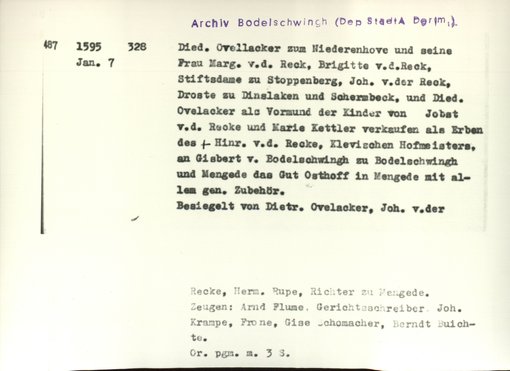 Archiv Bodelschwingh (Dep StadtA Dortm.)
487 1595 328 Died. Ovellacker zum Niederenhove und seine
Jan. 7 Frau Marg. v.d. Reck, Brigitte v.d.Reck,
Stiftsdame zu Stoppenberg, Joh. v.der Reck,
Droste zu Dinslaken und Schermbeck, und Died.
Ovelacker als Vormund der Kinder von Jobst
v.d. Recke und Marie Kettler verkaufen als Erben
des + Hinr. v.d. Recke, Klevischen Hofmeisters,
an Gisbert v. Bodelschwingh zu Bodelschwingh
und Mengede das Gut Osthoff in Mengede mit al-
lem gen. Zubehör.
Besiegelt von Dietr. Ovelacker, Joh. v.der
Recke, Herm. Rupe, Richter zu Mengede.
Zeugen: Arnd Flume, Gerichtsschreiber, Joh.
Krampe, Frone, Gise Schomacher, Berndt Buich-
te.
Or. pgm. m. 3 S.